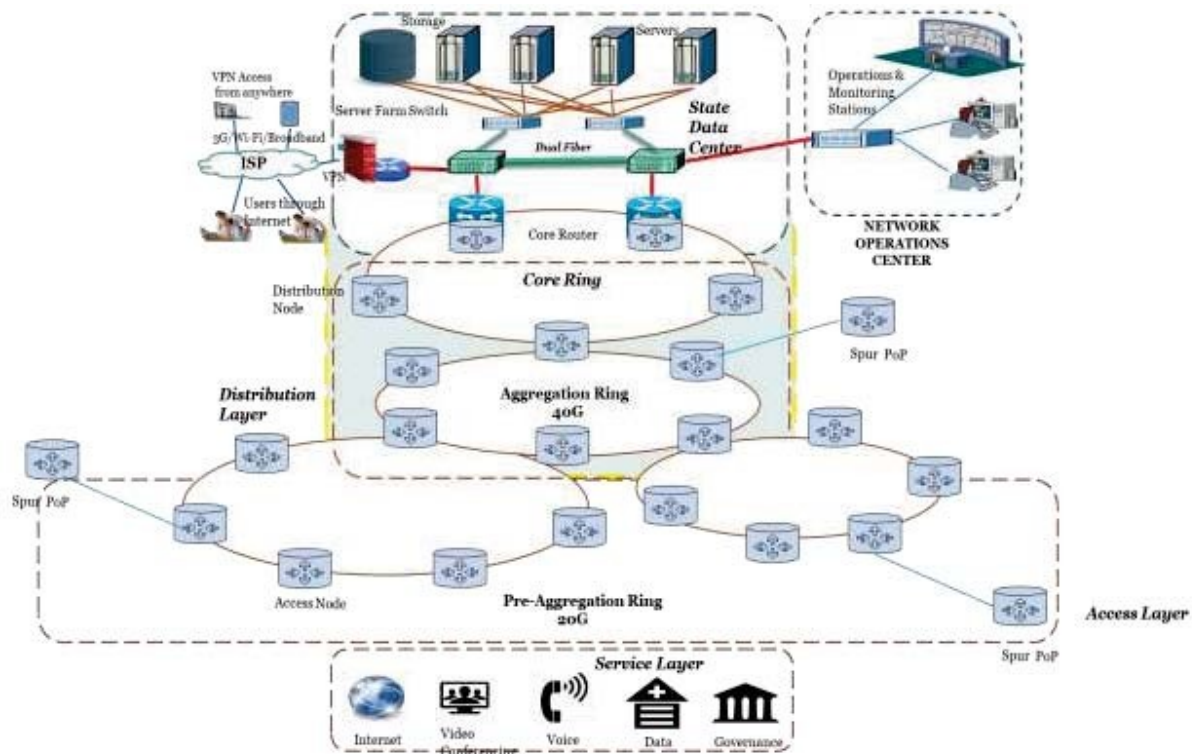 Storage
Servers
VPN Access
from anywhere
Operations &
Monitoring
Stations
Server Farm Switch
State
Data
Center
3G/Wi-Fi/Broadband
Dual Fiber
ISP
VPN
Users through
Internet
NETWORK
OPERATIONS
CENTER
Core Router
Core Ring
Distribution
Node
Spur PoP
Distribution
Layer
Aggregation Ring
40G
Spur PoP
Access Node
Pre-Aggregation Ring
20G
Access Layer
Spur PoP
Service Layer
Internet
Video
Conferencing
Voice
Data
Governance